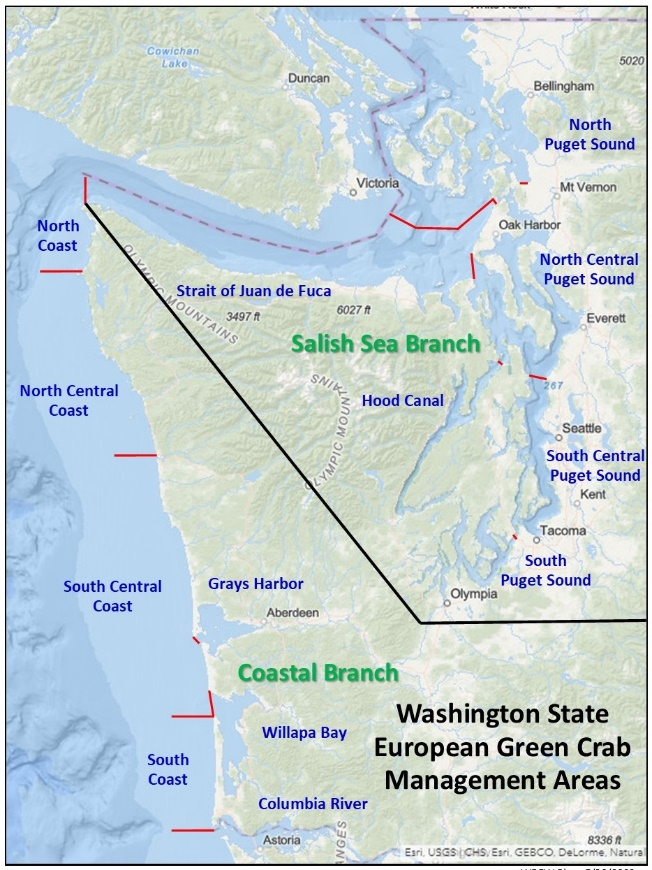 Cowichan
Lake
Duncan
5020
Bellingham
North
Puget Sound
Victoria
Mt Vernon
Oak Harbor
North
Coast
OLYMPIC MOUNTAINS
Strait of Juan de Fuca
North Central
Puget Sound
3497 ft
6027 ft
Everett
Salish Sea Branch
267
North Central
Coast
Hood Canal
OLYMPIC MOUNTAINS
Seattle
South Central
Puget Sound
Kent
Tacoma
South
Puget Sound
South Central
Coast
Grays Harbor
Olympia
Aberdeen
Coastal Branch
Washington State
European Green Crab
Management Areas
Willapa Bay
South
Coast
Columbia River
Astoria
ANGES
8336 ft
Esri, USGS | CHS, Esri, GEBCO, DeLorme, Natural